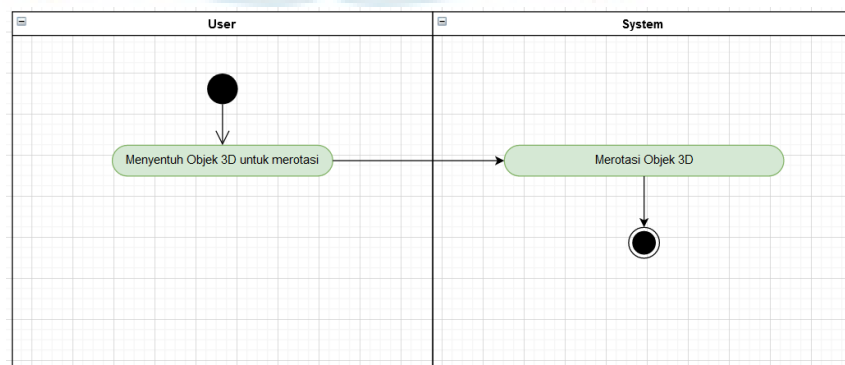 User
System
Menyentuh Objek 3D untuk merotasi
Merotasi Objek 3D